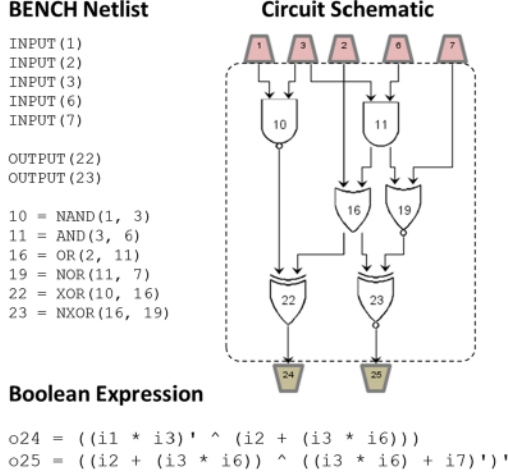 BENCH Netlist
Circuit Schematic
INPUT(1)
INPUT(2)
INPUT(3)
INPUT(6)
INPUT(7)
OUTPUT(22)
OUTPUT(23)
10 = NAND(1, 3)
11 = AND(3, 6)
16 = OR(2, 11)
19 = NOR(11, 7)
22 = XOR(10, 16)
23 = NXOR(16, 19)
1 3 2 6 7
10 11
16 19
22 23
24 25
Boolean Expression
o24 = ((i1 * i3)' ^ (i2 + (i3 * i6)))
o25 = ((i2 + (i3 * i6)) ^ ((i3 * i6) + i7)')'